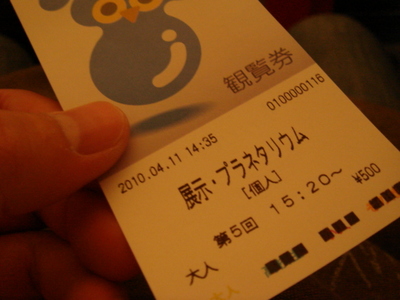 観覧券
0100000116
2010.04.11 14:35
展示・プラネタリウム
[個人]
第5回 15:20～
大人 ¥500